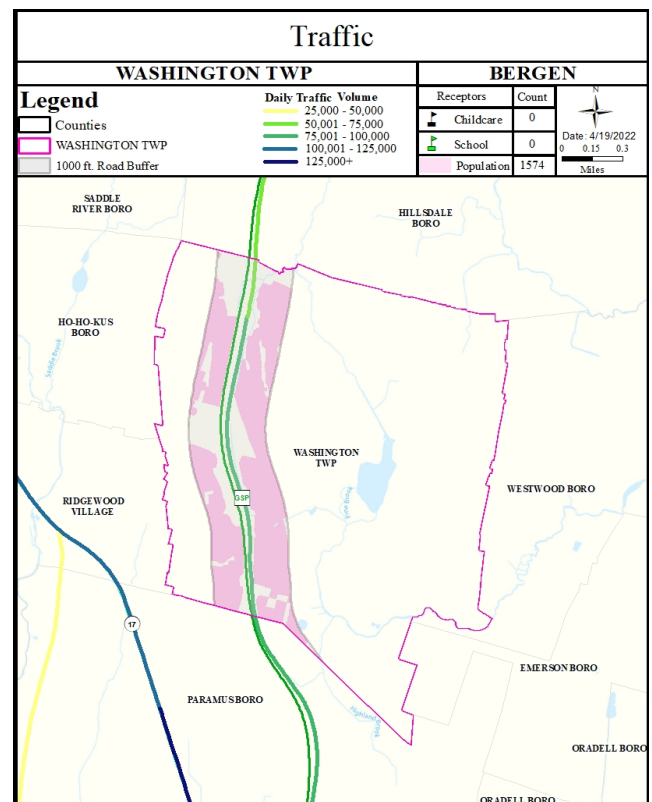 Traffic
WASHINGTON TWP
BERGEN
Legend
Counties
WASHINGTON TWP
1000 ft. Road Buffer
Daily Traffic Volume
25,000 - 50,000
50,001 - 75,000
75,001 - 100,000
100,001 - 125,000
125,000+
Receptors Count
Childcare 0
School 0
Population 1574
N
Date: 4/19/2022
0 0.15 0.3
Miles
SADDLE
RIVER BORO
HILLSDALE
BORO
HO-HO-KUS
BORO
Saddle Brook
WASHINGTON
TWP
WESTWOOD BORO
RIDGEWOOD
VILLAGE
GSP
17
EMERSON BORO
PARAMUS BORO
ORADELL BORO
ORADELL BORO